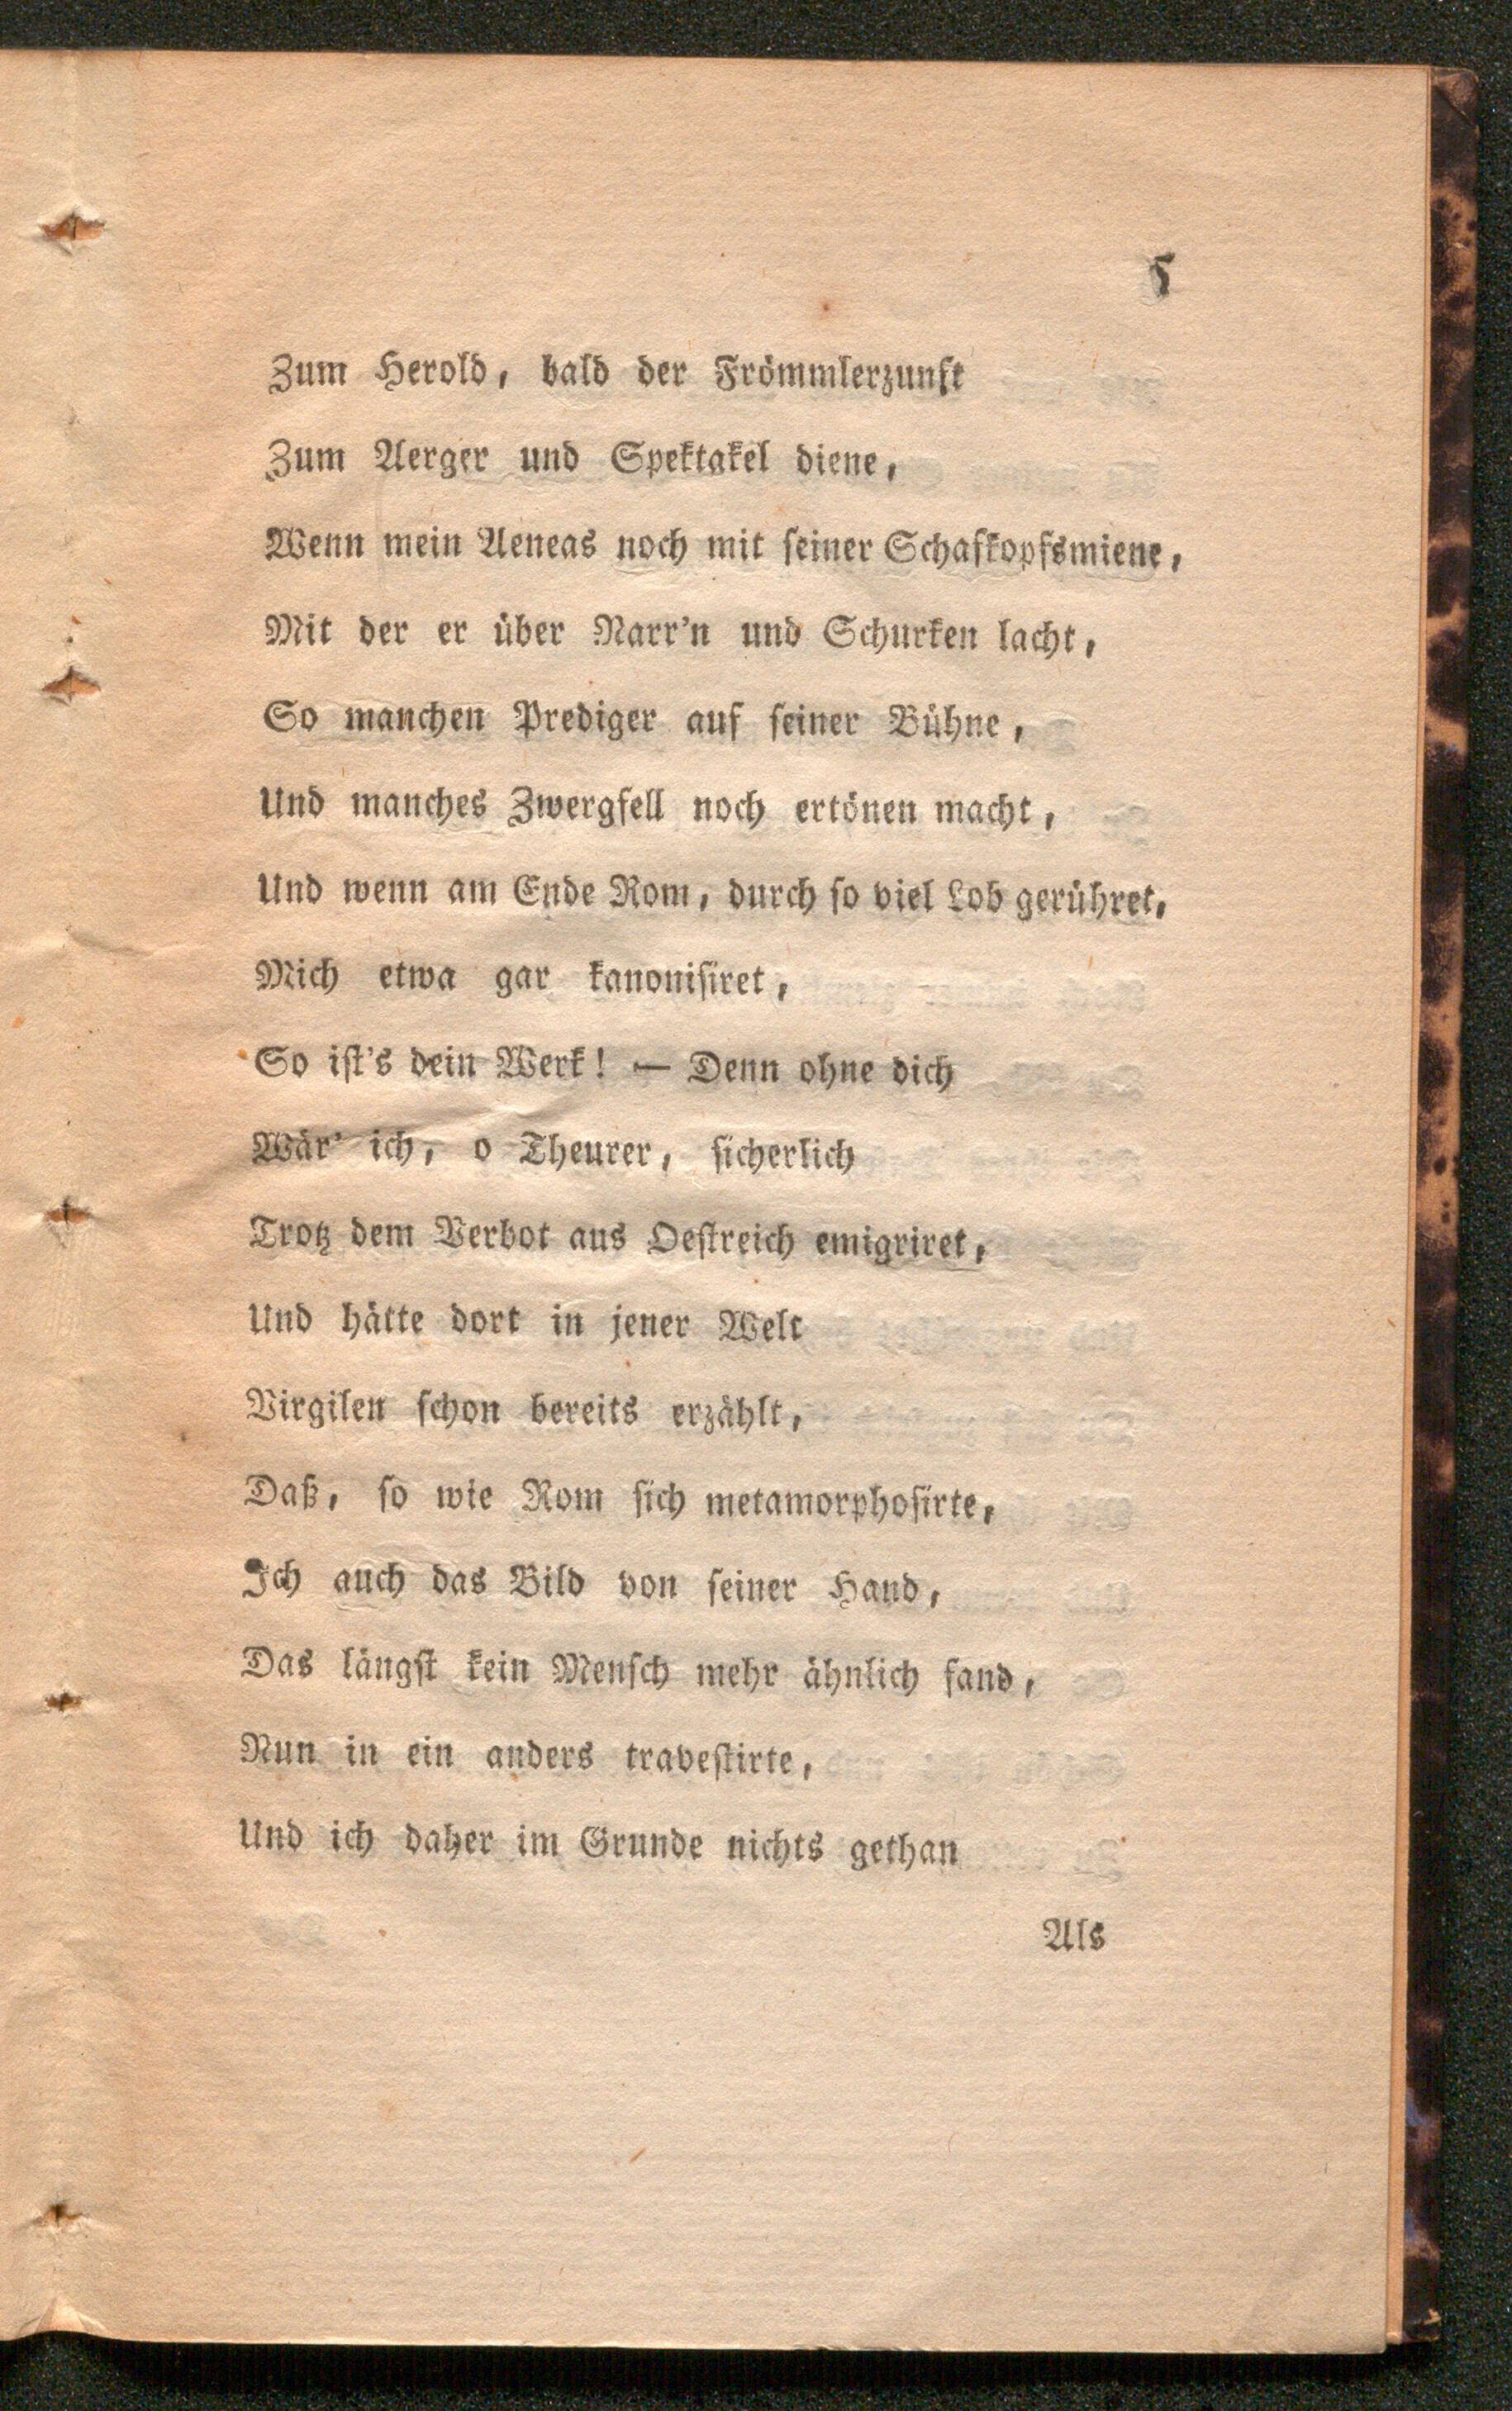 5
Zum Herold, bald der Frömmlerzunft
Zum Aerger und Spektakel diene,
Wenn mein Aeneas noch mit seiner Schafkopfsmiene,
Mit der er über Narr'n und Schurken lacht,
So manchen Prediger auf seiner Bühne,
Und manches Zwergfell noch ertönen macht,
Und wenn am Ende Rom, durch so viel Lob gerühret,
Mich etwa gar kanonisiret,
So ist's dein Werk! — Denn ohne dich
Wär' ich, o Theurer, sicherlich
Trotz dem Verbot aus Oestreich emigriret,
Und hätte dort in jener Welt
Virgilen schon bereits erzählt,
Daß, so wie Rom sich metamorphosirte,
Ich auch das Bild von seiner Hand,
Das längst kein Mensch mehr ähnlich fand,
Nun in ein anders travestirte,
Und ich daher im Grunde nichts gethan
Als